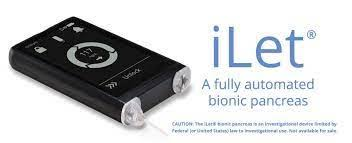 117
Unlock
iLet®
A fully automated
bionic pancreas
CAUTION: The iLet® bionic pancreas is an investigational device limited by
Federal (or United States) law to investigational use. Not available for sale.